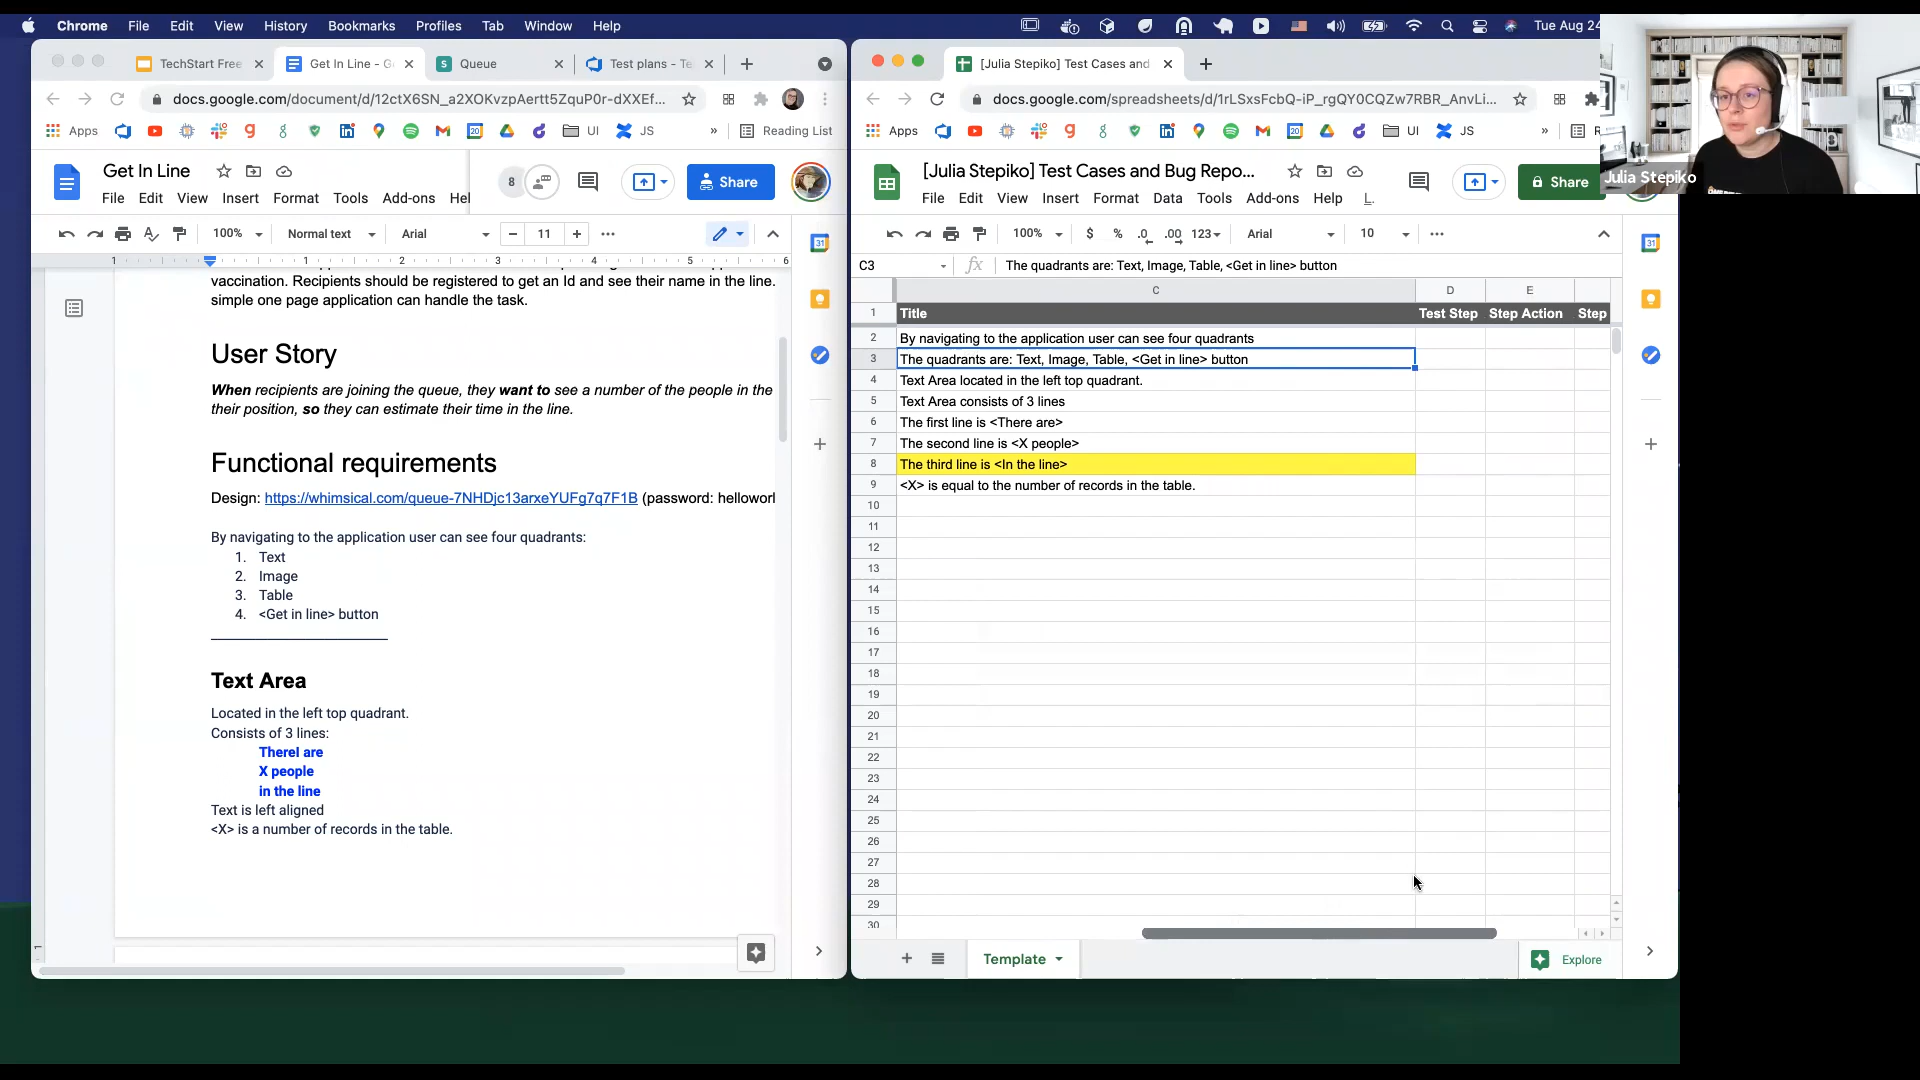 Chrome File Edit View History Bookmarks Profiles Tab Window Help Tue Aug 24
TechStart Free
Get In Line - G
S Queue
Test plans - Te
docs.google.com/document/d/12ctX6SN_a2XOKvzpAertt5ZquP0r-dXXEf...
Apps UI JS » Reading List
Get In Line
8
Share
File Edit View Insert Format Tools Add-ons Hel
100% Normal text Arial 11
1 1 2 3 4 5 6
vaccination. Recipients should be registered to get an Id and see their name in the line.
simple one page application can handle the task.
User Story
When recipients are joining the queue, they want to see a number of the people in the
their position, so they can estimate their time in the line.
Functional requirements
Design: https://whimsical.com/queue-7NHDjc13arxeYUFg7q7F1B (password: helloworl
By navigating to the application user can see four quadrants:
1. Text
2. Image
3. Table
4. <Get in line> button
Text Area
Located in the left top quadrant.
Consists of 3 lines:
Therel are
X people
in the line
Text is left aligned
<X> is a number of records in the table.
[Julia Stepiko] Test Cases and
docs.google.com/spreadsheets/d/1rLSxsFcbQ-iP_rgQY0CQZw7RBR_AnvLi...
Apps UI JS » R
[Julia Stepiko] Test Cases and Bug Repo...
Share
File Edit View Insert Format Data Tools Add-ons Help L.
100% $ % .0 .00 123 Arial 10
C3 fx The quadrants are: Text, Image, Table, <Get in line> button
C D E
1 Title Test Step Step Action Step
2 By navigating to the application user can see four quadrants
3 The quadrants are: Text, Image, Table, <Get in line> button
4 Text Area located in the left top quadrant.
5 Text Area consists of 3 lines
6 The first line is <There are>
7 The second line is <X people>
8 The third line is <In the line>
9 <X> is equal to the number of records in the table.
10
11
12
13
14
15
16
17
18
19
20
21
22
23
24
25
26
27
28
29
30
Template
Explore
Julia Stepiko